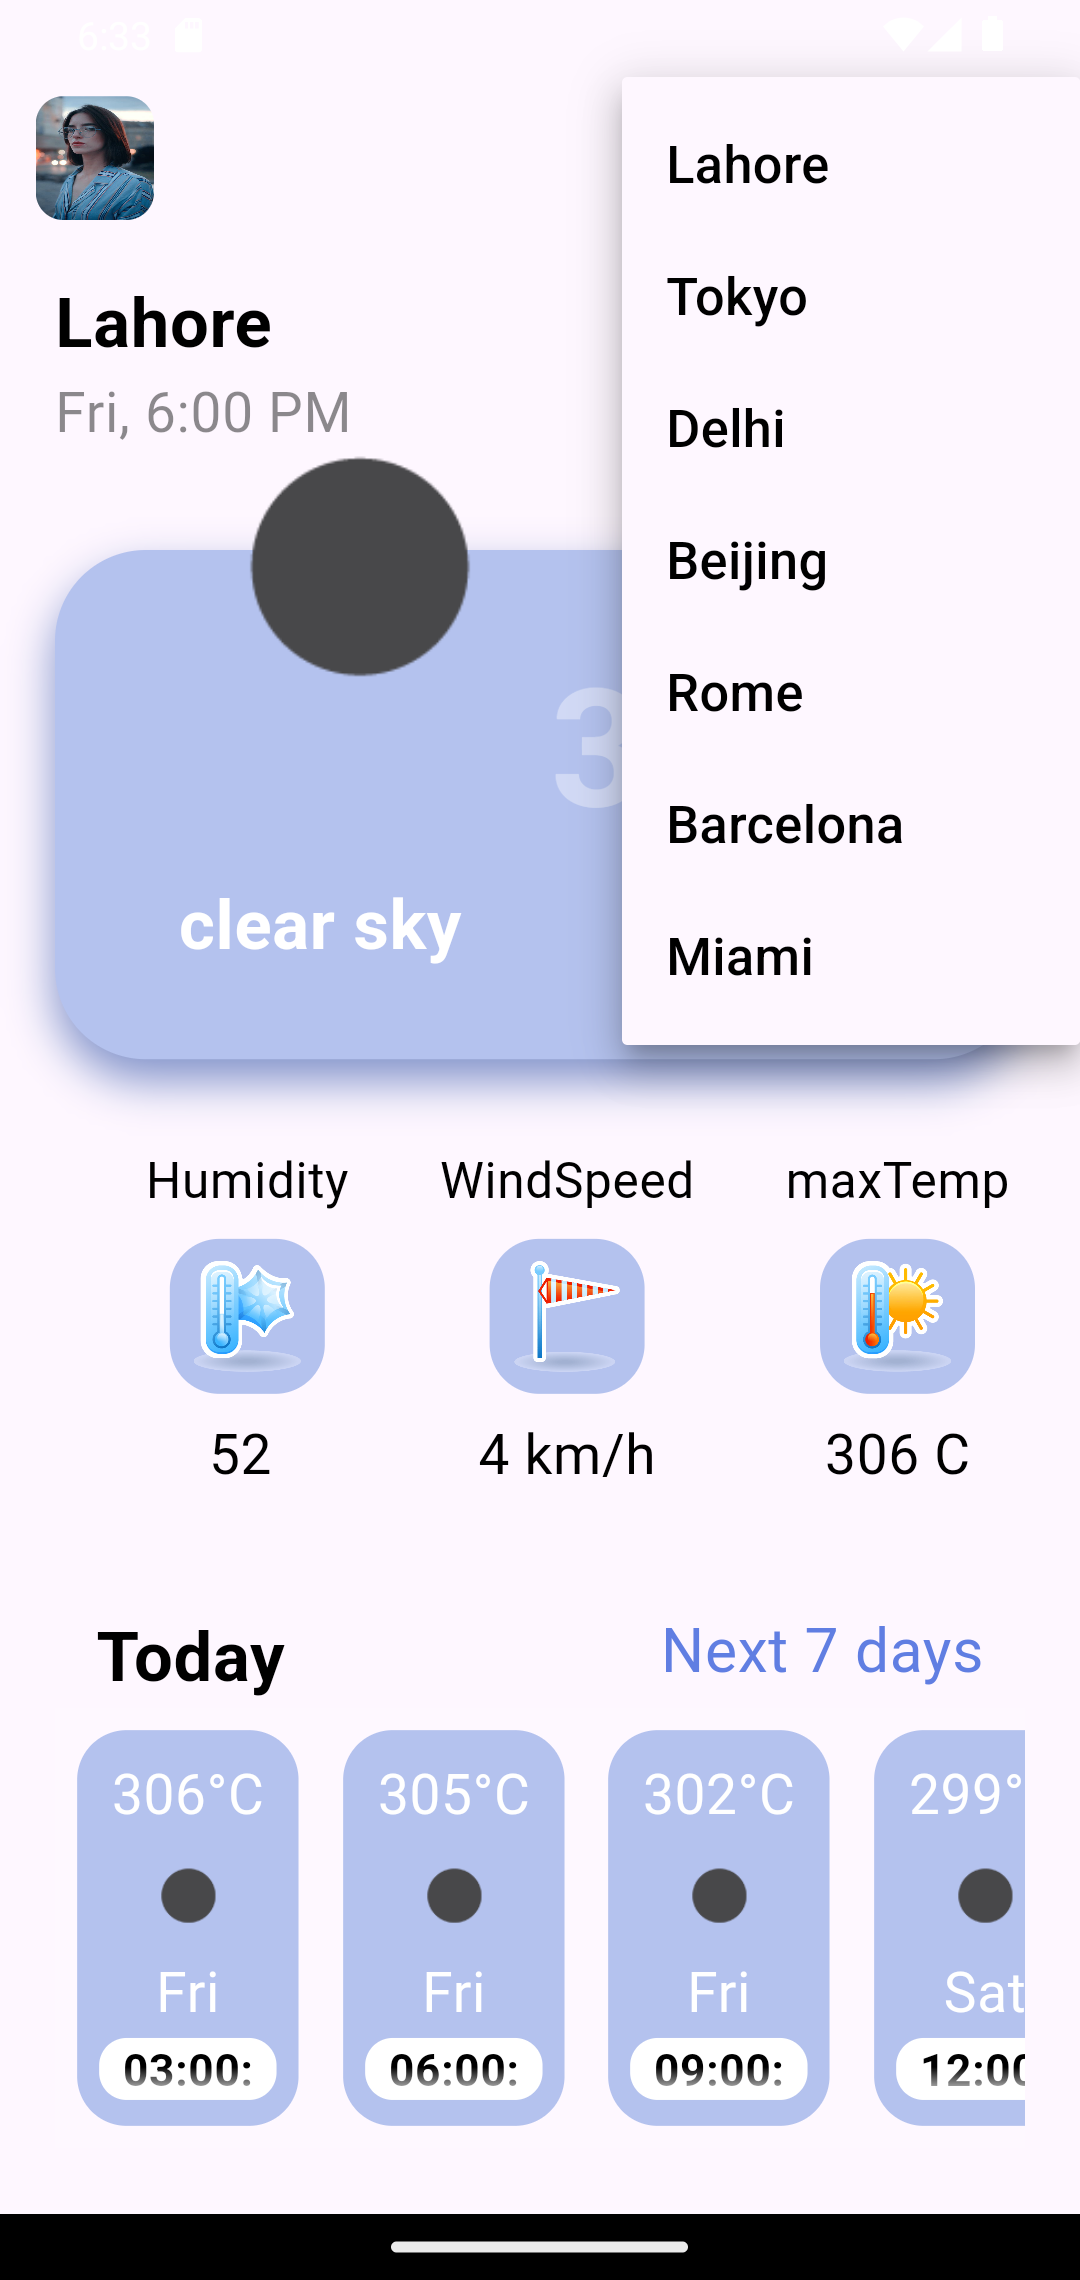 6:33
Lahore
Fri, 6:00 PM
3
clear sky
Lahore
Tokyo
Delhi
Beijing
Rome
Barcelona
Miami
Humidity WindSpeed maxTemp
52 4 km/h 306 C
Today Next 7 days
306°C 305°C 302°C 299°
Fri Fri Fri Sat
03:00: 06:00: 09:00: 12:00